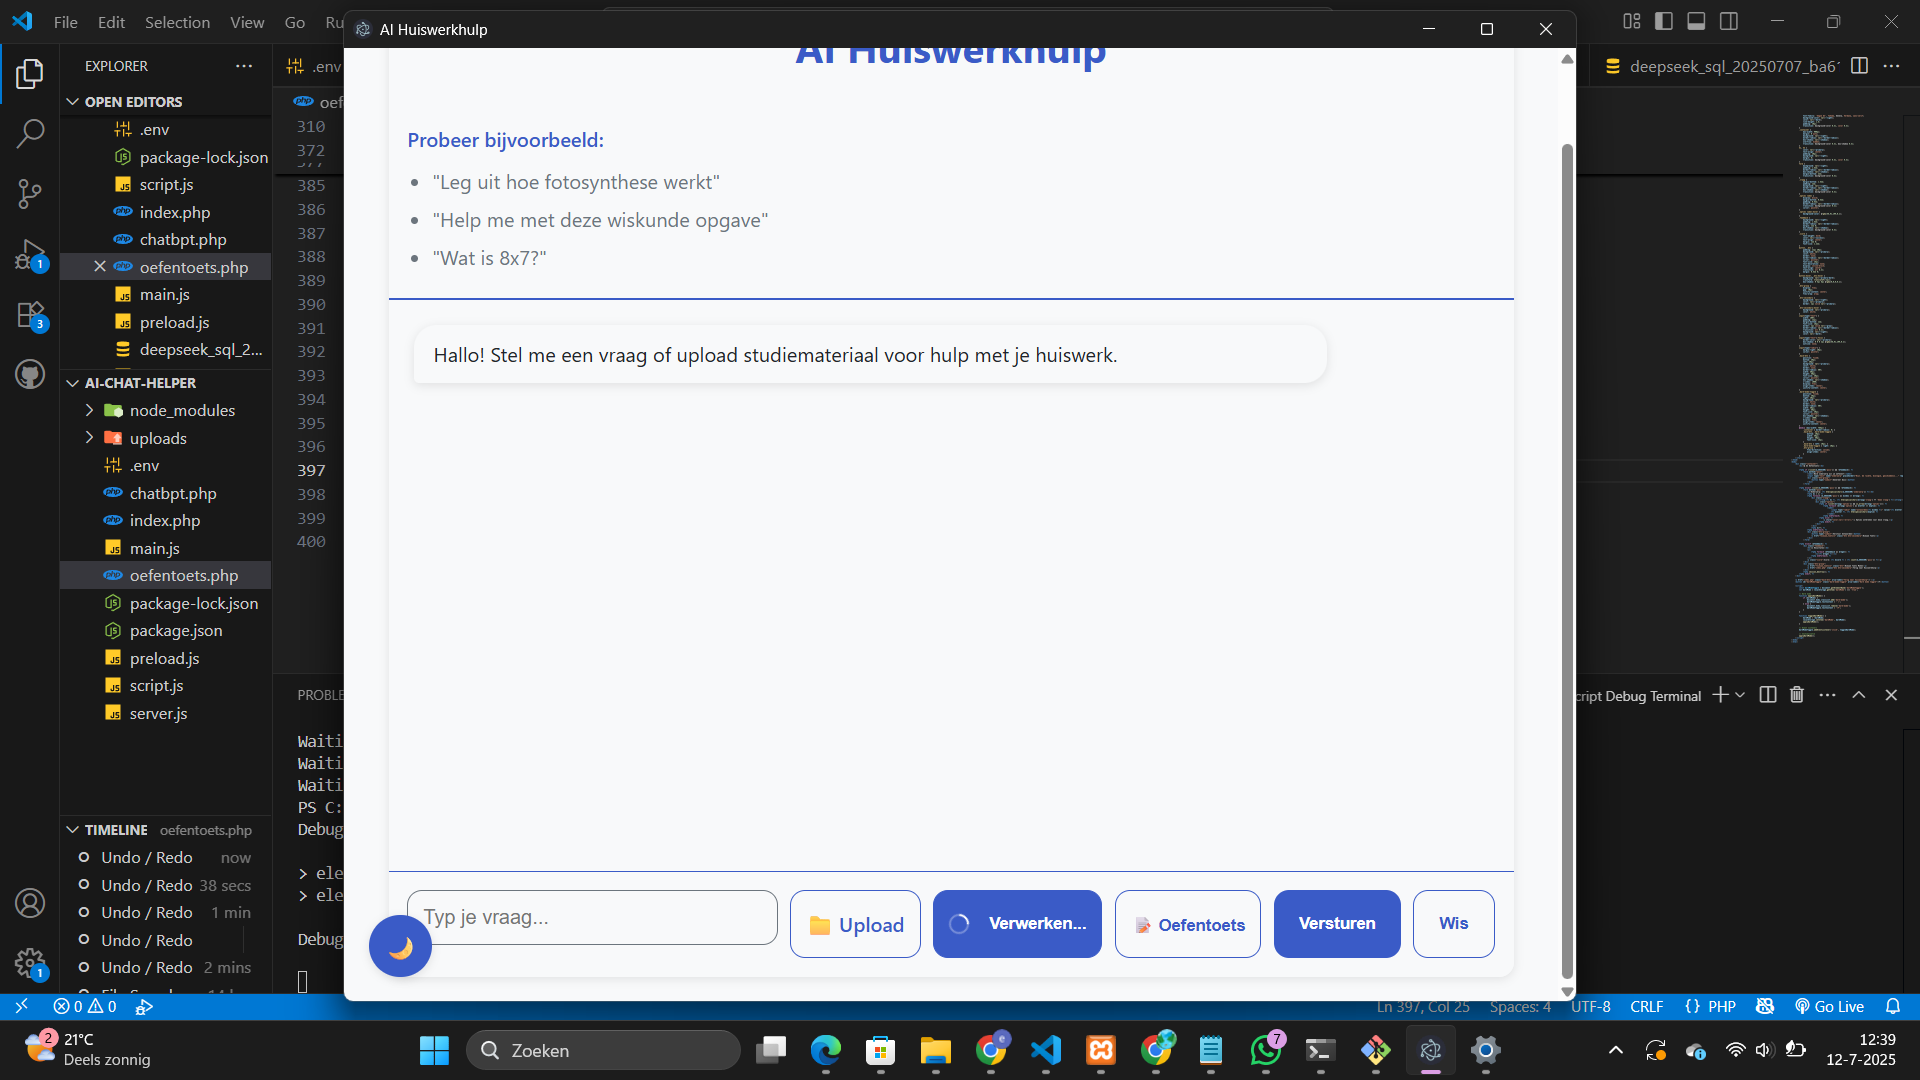 File Edit Selection View Go Ru
AI Huiswerkhulp
EXPLORER
OPEN EDITORS
.env
package-lock.json
script.js
index.php
chatbpt.php
oefentoets.php
main.js
preload.js
deepseek_sql_2...
AI-CHAT-HELPER
node_modules
uploads
.env
chatbpt.php
index.php
main.js
oefentoets.php
package-lock.json
package.json
preload.js
script.js
server.js
TIMELINE oefentoets.php
Undo / Redo now
Undo / Redo 38 secs
Undo / Redo 1 min
Undo / Redo
Undo / Redo 2 mins
.env
oef
310
372
385
386
387
388
389
390
391
392
393
394
395
396
397
398
399
400
PROBLE
Waiti
Waiti
Waiti
PS C:
Debug
> ele
> ele
Debug
AI Huiswerkhulp
Probeer bijvoorbeeld:
"Leg uit hoe fotosynthese werkt"
"Help me met deze wiskunde opgave"
"Wat is 8x7?"
Hallo! Stel me een vraag of upload studiemateriaal voor hulp met je huiswerk.
Typ je vraag...
Upload
Verwerken...
Oefentoets
Versturen
Wis
deepseek_sql_20250707_ba6
cript Debug Terminal
0 0
Ln 397, Col 25 Spaces: 4 UTF-8 CRLF {} PHP Go Live
1
3
1
2
21°C
Deels zonnig
Zoeken
7
12:39
12-7-2025